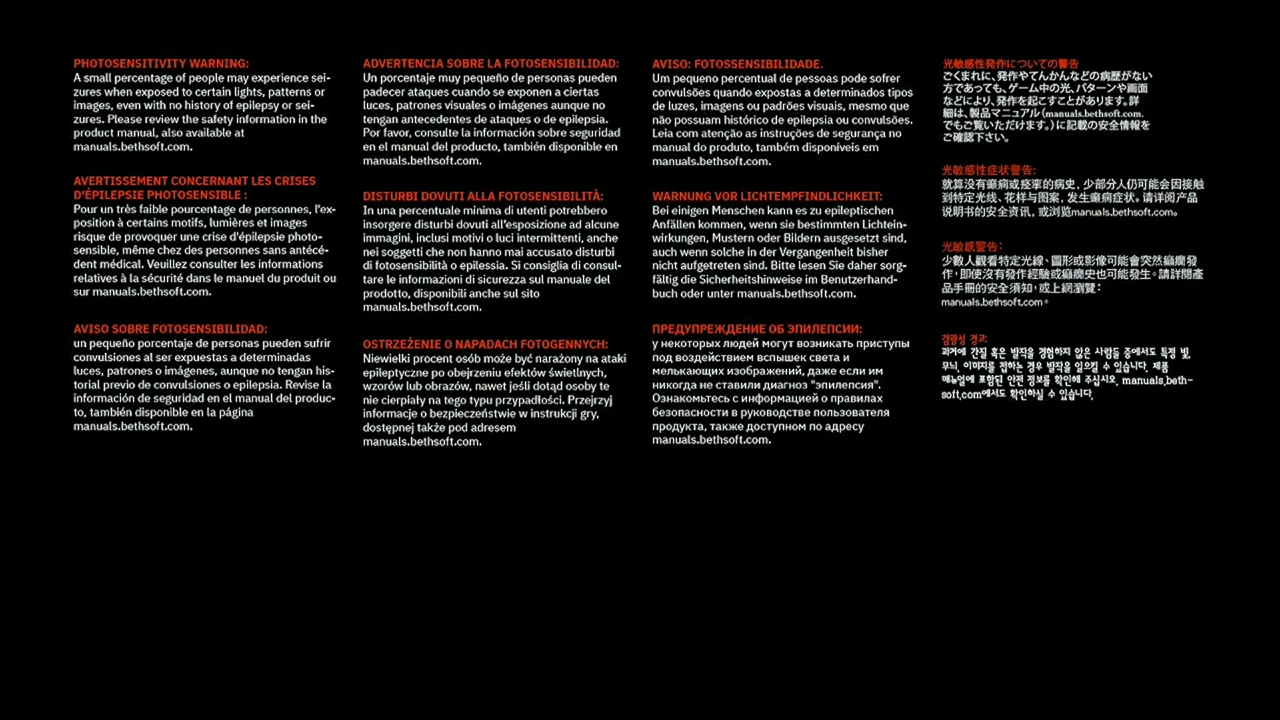 PHOTOSENSITIVITY WARNING:
A small percentage of people may experience sei-
zures when exposed to certain lights, patterns or
images, even with no history of epilepsy or sei-
zures. Please review the safety information in the
product manual, also available at
manuals.bethsoft.com.
AVERTISSEMENT CONCERNANT LES CRISES
D'ÉPILEPSIE PHOTOSENSIBLE :
Pour un très faible pourcentage de personnes, l'ex-
position à certains motifs, lumières et images
risque de provoquer une crise d'épilepsie photo-
sensible, même chez des personnes sans antécé-
dent médical. Veuillez consulter les informations
relatives à la sécurité dans le manuel du produit ou
sur manuals.bethsoft.com.
AVISO SOBRE FOTOSENSIBILIDAD:
un pequeño porcentaje de personas pueden sufrir
convulsiones al ser expuestas a determinadas
luces, patrones o imágenes, aunque no tengan his-
torial previo de convulsiones o epilepsia. Revise la
información de seguridad en el manual del produc-
to, también disponible en la página
manuals.bethsoft.com.
ADVERTENCIA SOBRE LA FOTOSENSIBILIDAD:
Un porcentaje muy pequeño de personas pueden
padecer ataques cuando se exponen a ciertas
luces, patrones visuales o imágenes aunque no
tengan antecedentes de ataques o de epilepsia.
Por favor, consulte la información sobre seguridad
en el manual del producto, también disponible en
manuals.bethsoft.com.
DISTURBI DOVUTI ALLA FOTOSENSIBILITÀ:
In una percentuale minima di utenti potrebbero
insorgere disturbi dovuti all'esposizione ad alcune
immagini, inclusi motivi o luci intermittenti, anche
nei soggetti che non hanno mai accusato disturbi
di fotosensibilità o epilessia. Si consiglia di consul-
tare le informazioni di sicurezza sul manuale del
prodotto, disponibili anche sul sito
manuals.bethsoft.com.
OSTRZEŻENIE O NAPADACH FOTOGENNYCH:
Niewielki procent osób może być narażony na ataki
epileptyczne po obejrzeniu efektów świetlnych,
wzorów lub obrazów, nawet jeśli dotąd osoby te
nie cierpiały na tego typu przypadłości. Przejrzyj
informacje o bezpieczeństwie w instrukcji gry,
dostępnej także pod adresem
manuals.bethsoft.com.
AVISO: FOTOSSENSIBILIDADE.
Um pequeno percentual de pessoas pode sofrer
convulsões quando expostas a determinados tipos
de luzes, imagens ou padrões visuais, mesmo que
não possuam histórico de epilepsia ou convulsões.
Leia com atenção as instruções de segurança no
manual do produto, também disponíveis em
manuals.bethsoft.com.
WARNUNG VOR LICHTEMPFINDLICHKEIT:
Bei einigen Menschen kann es zu epileptischen
Anfällen kommen, wenn sie bestimmten Lichtein-
wirkungen, Mustern oder Bildern ausgesetzt sind,
auch wenn solche in der Vergangenheit bisher
nicht aufgetreten sind. Bitte lesen Sie daher sorg-
fältig die Sicherheitshinweise im Benutzerhand-
buch oder unter manuals.bethsoft.com.
ПРЕДУПРЕЖДЕНИЕ ОБ ЭПИЛЕПСИИ:
у некоторых людей могут возникать приступы
под воздействием вспышек света и
мелькающих изображений, даже если им
никогда не ставили диагноз "эпилепсия".
Ознакомьтесь с информацией о правилах
безопасности в руководстве пользователя
продукта, также доступном по адресу
manuals.bethsoft.com.
光敏感性発作についての警告
ごくまれに、発作やてんかんなどの病歴がない
方であっても、ゲーム中の光、パターンや画面
などにより、発作を起こすことがあります。詳
細は、製品マニュアル(manuals.bethsoft.com.
でもご覧いただけます。)に記載の安全情報を
ご確認下さい。
光敏感性症状警告:
就算没有癫痫或痉挛的病史，少部分人仍可能会因接触
到特定光线、花样与图案，发生癫痫症状。请详阅产品
说明书的安全资讯，或浏览manuals.bethsoft.com。
光敏感警告：
少數人觀看特定光線、圖形或影像可能會突然癲癇發
作，即使沒有發作經驗或癲癇史也可能發生。請詳閱產
品手冊的安全須知，或上網瀏覽：
manuals.bethsoft.com。
감광성 경고:
과거에 간질 혹은 발작을 경험하지 않은 사람들 중에서도 특정 빛,
무늬, 이미지를 접하는 경우 발작을 일으킬 수 있습니다. 제품
매뉴얼에 포함된 안전 정보를 확인해 주십시오. manuals.beth-
soft.com에서도 확인하실 수 있습니다.